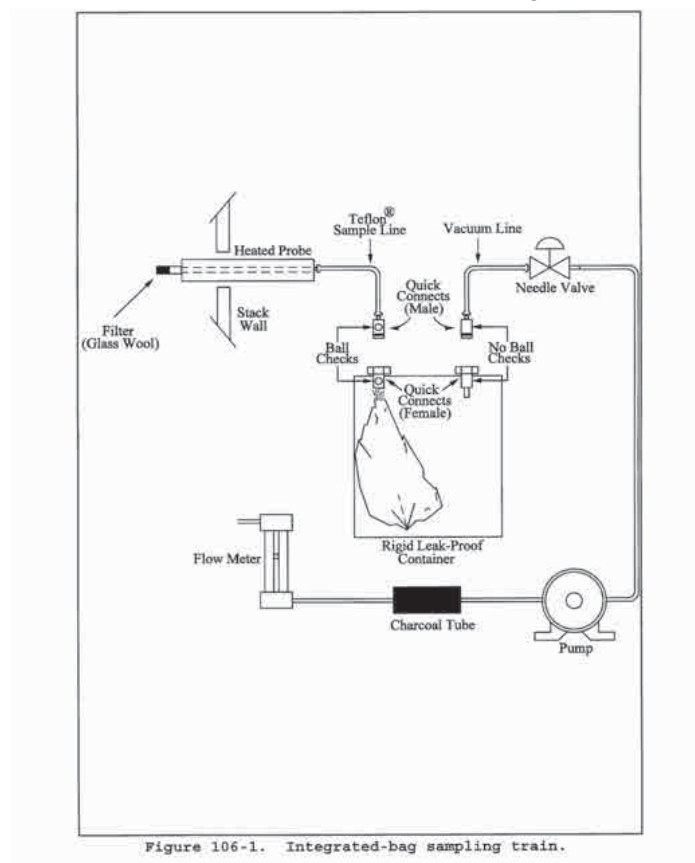 Teflon®
Sample Line
Vacuum Line
Heated Probe
Needle Valve
Quick
Connects
(Male)
Stack
Wall
Filter
(Glass Wool)
Ball
Checks
No Ball
Checks
Quick
Connects
(Female)
Rigid Leak-Proof
Container
Flow Meter
Charcoal Tube
Pump
Figure 106-1. Integrated-bag sampling train.